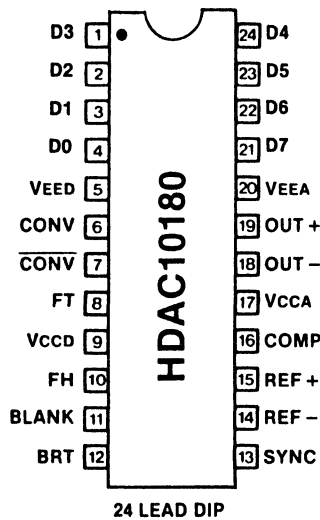 D3 1 24 D4
D2 2 23 D5
D1 3 22 D6
D0 4 21 D7
VEED 5 20 VEEA
CONV 6 19 OUT +
CONV 7 18 OUT −
FT 8 17 VCCA
VCCD 9 16 COMP
FH 10 15 REF +
BLANK 11 14 REF −
BRT 12 13 SYNC
HDAC10180
24 LEAD DIP